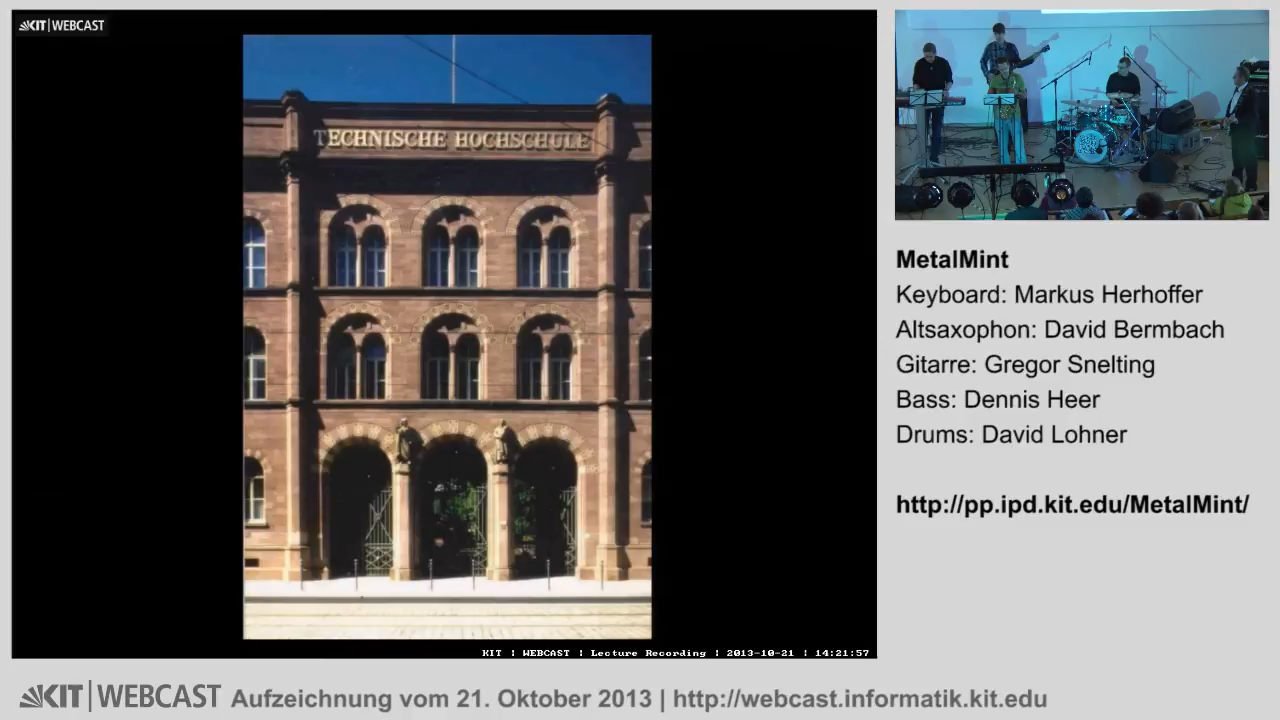 KIT | WEBCAST
TECHNISCHE HOCHSCHULE
MetalMint
Keyboard: Markus Herhoffer
Altsaxophon: David Bermbach
Gitarre: Gregor Snelting
Bass: Dennis Heer
Drums: David Lohner
http://pp.ipd.kit.edu/MetalMint/
KIT | WEBCAST | Lecture Recording | 2013-10-21 | 14:21:57
KIT | WEBCAST Aufzeichnung vom 21. Oktober 2013 | http://webcast.informatik.kit.edu